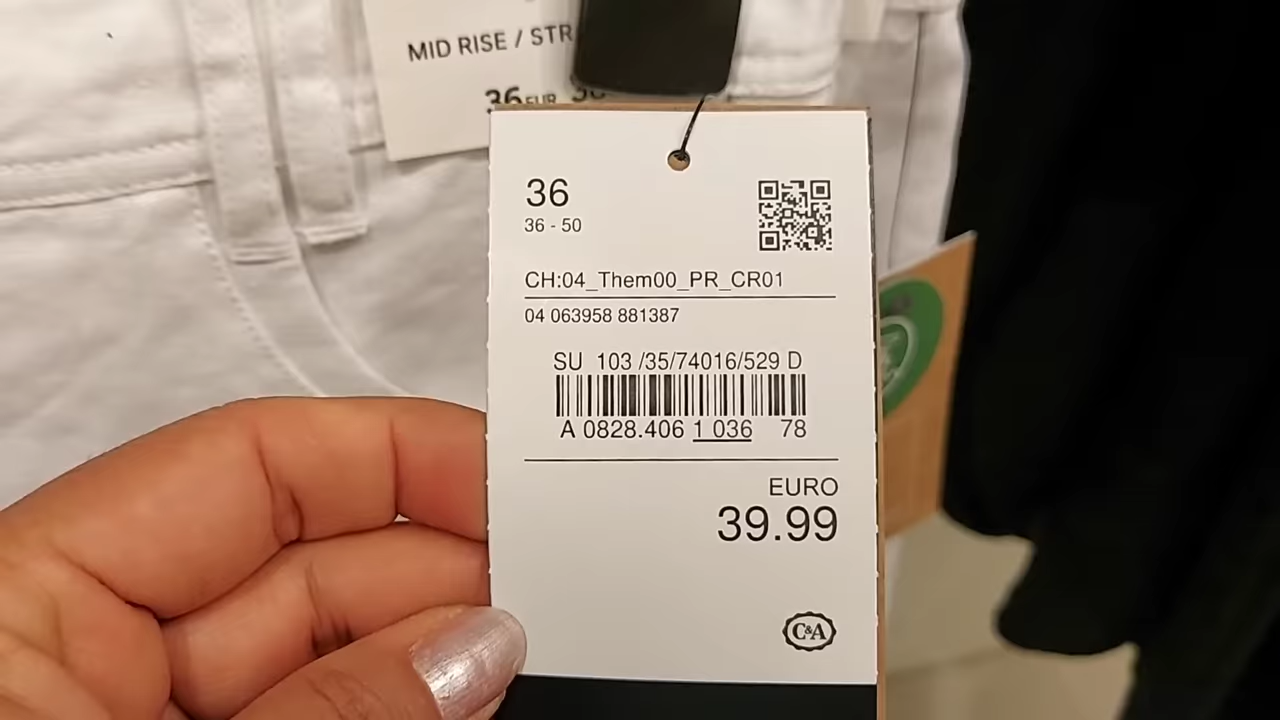 MID RISE / STR
36 EUR
36
36 - 50
CH:04_Them00_PR_CR01
04 063958 881387
SU 103 /35/74016/529 D
A 0828.406 1 036 78
EURO
39.99
C&A